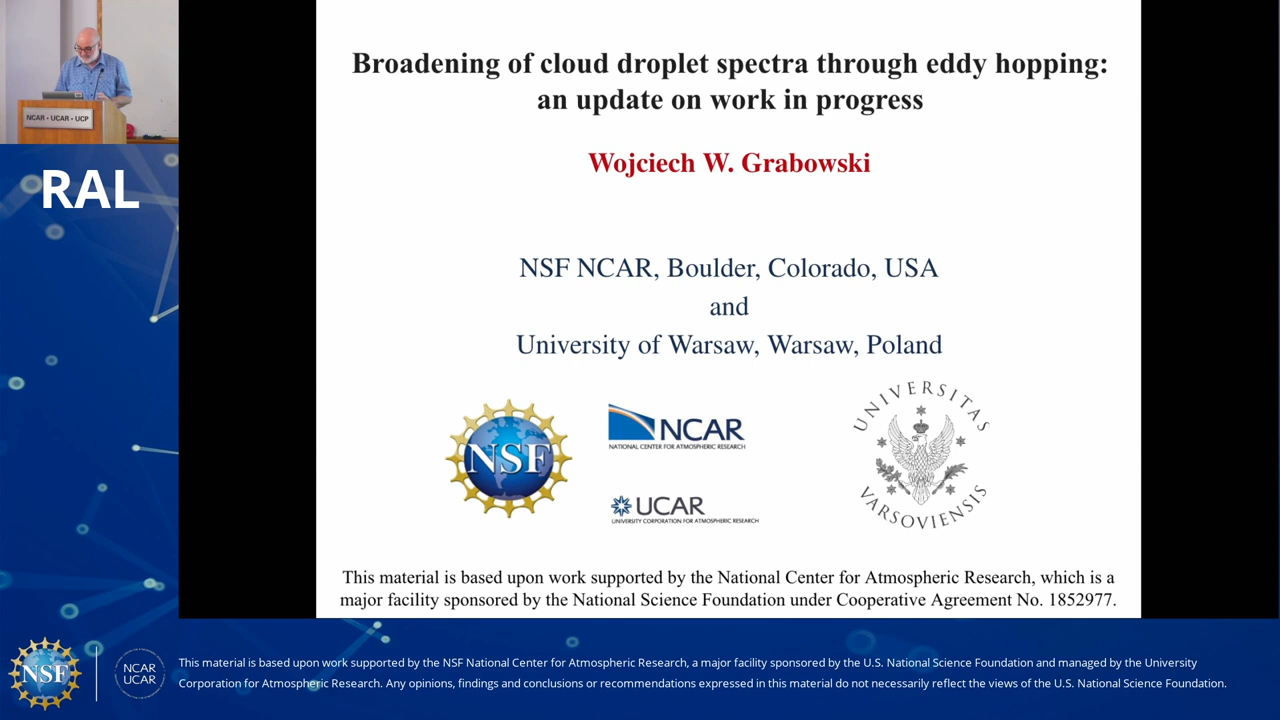 NCAR • UCAR • UCP
RAL
Broadening of cloud droplet spectra through eddy hopping:
an update on work in progress
Wojciech W. Grabowski
NSF NCAR, Boulder, Colorado, USA
and
University of Warsaw, Warsaw, Poland
NSF
NCAR
NATIONAL CENTER FOR ATMOSPHERIC RESEARCH
UCAR
UNIVERSITY CORPORATION FOR ATMOSPHERIC RESEARCH
UNIVERSITAS
VARSOVIENSIS
This material is based upon work supported by the National Center for Atmospheric Research, which is a
major facility sponsored by the National Science Foundation under Cooperative Agreement No. 1852977.
NSF
NCAR
UCAR
This material is based upon work supported by the NSF National Center for Atmospheric Research, a major facility sponsored by the U.S. National Science Foundation and managed by the University
Corporation for Atmospheric Research. Any opinions, findings and conclusions or recommendations expressed in this material do not necessarily reflect the views of the U.S. National Science Foundation.